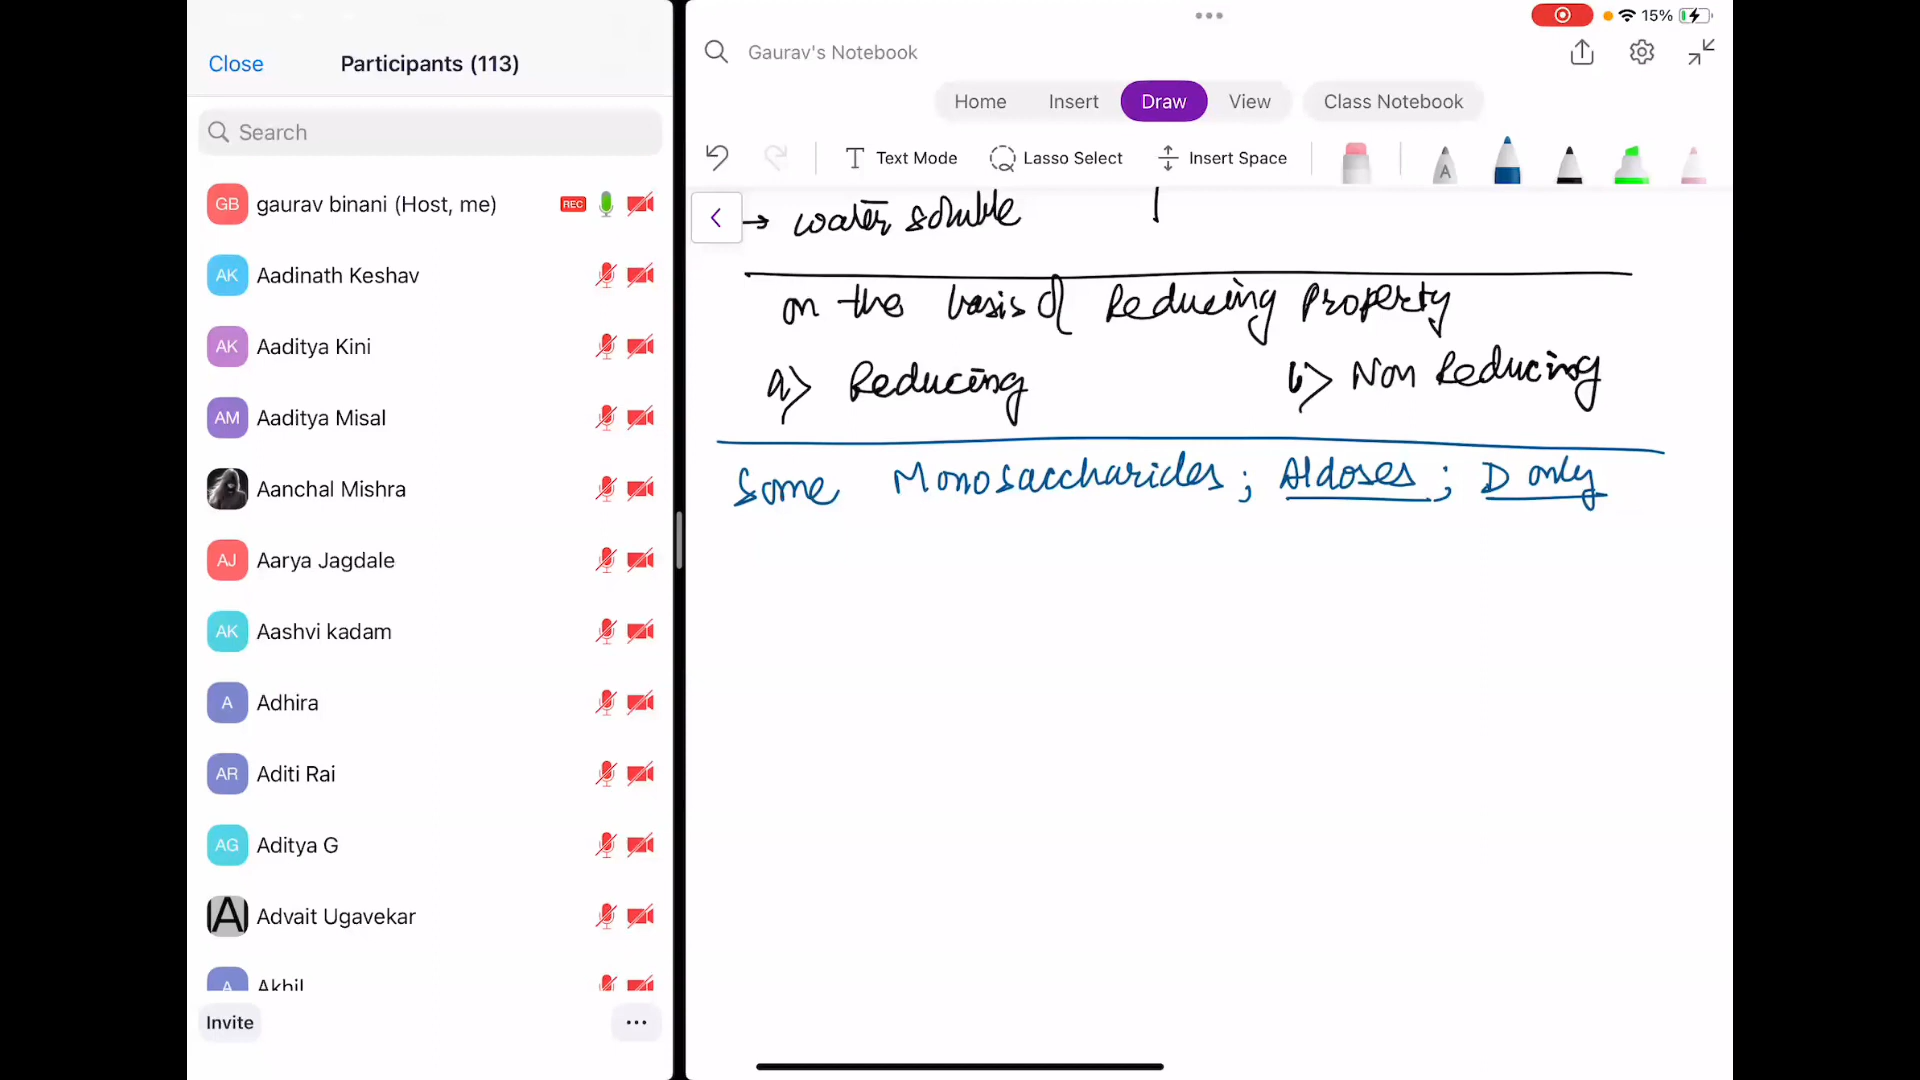 15%
Close
Participants (113)
Search
GB gaurav binani (Host, me) REC
AK Aadinath Keshav
AK Aaditya Kini
AM Aaditya Misal
Aanchal Mishra
AJ Aarya Jagdale
AK Aashvi kadam
A Adhira
AR Aditi Rai
AG Aditya G
A Advait Ugavekar
A Akhil
Invite
Gaurav's Notebook
Home Insert Draw View Class Notebook
T Text Mode Lasso Select Insert Space A
→ water soluble
on the basis of Reducing Property
a) Reducing b) Non Reducing
Some Monosaccharides ; Aldoses ; D only